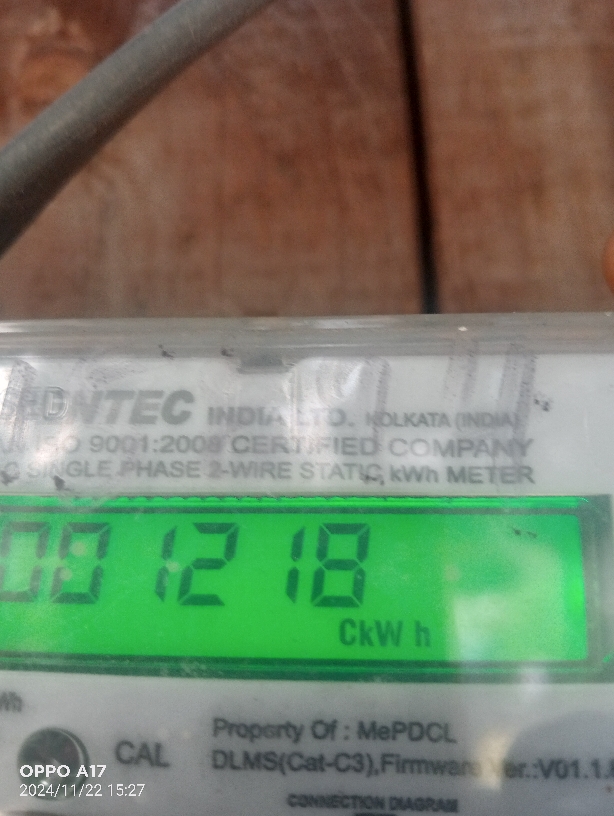 INDIA LTD. KOLKATA (INDIA)
ISO 9001:2008 CERTIFIED COMPANY
SINGLE PHASE 2-WIRE STATIC kWh METER
001218
CkW h
Wh
Property Of : MePDCL
CAL
DLMS(Cat-C3),Firmware Ver.:V01.1.
CONNECTION DIAGRAM
OPPO A17
2024/11/22 15:27